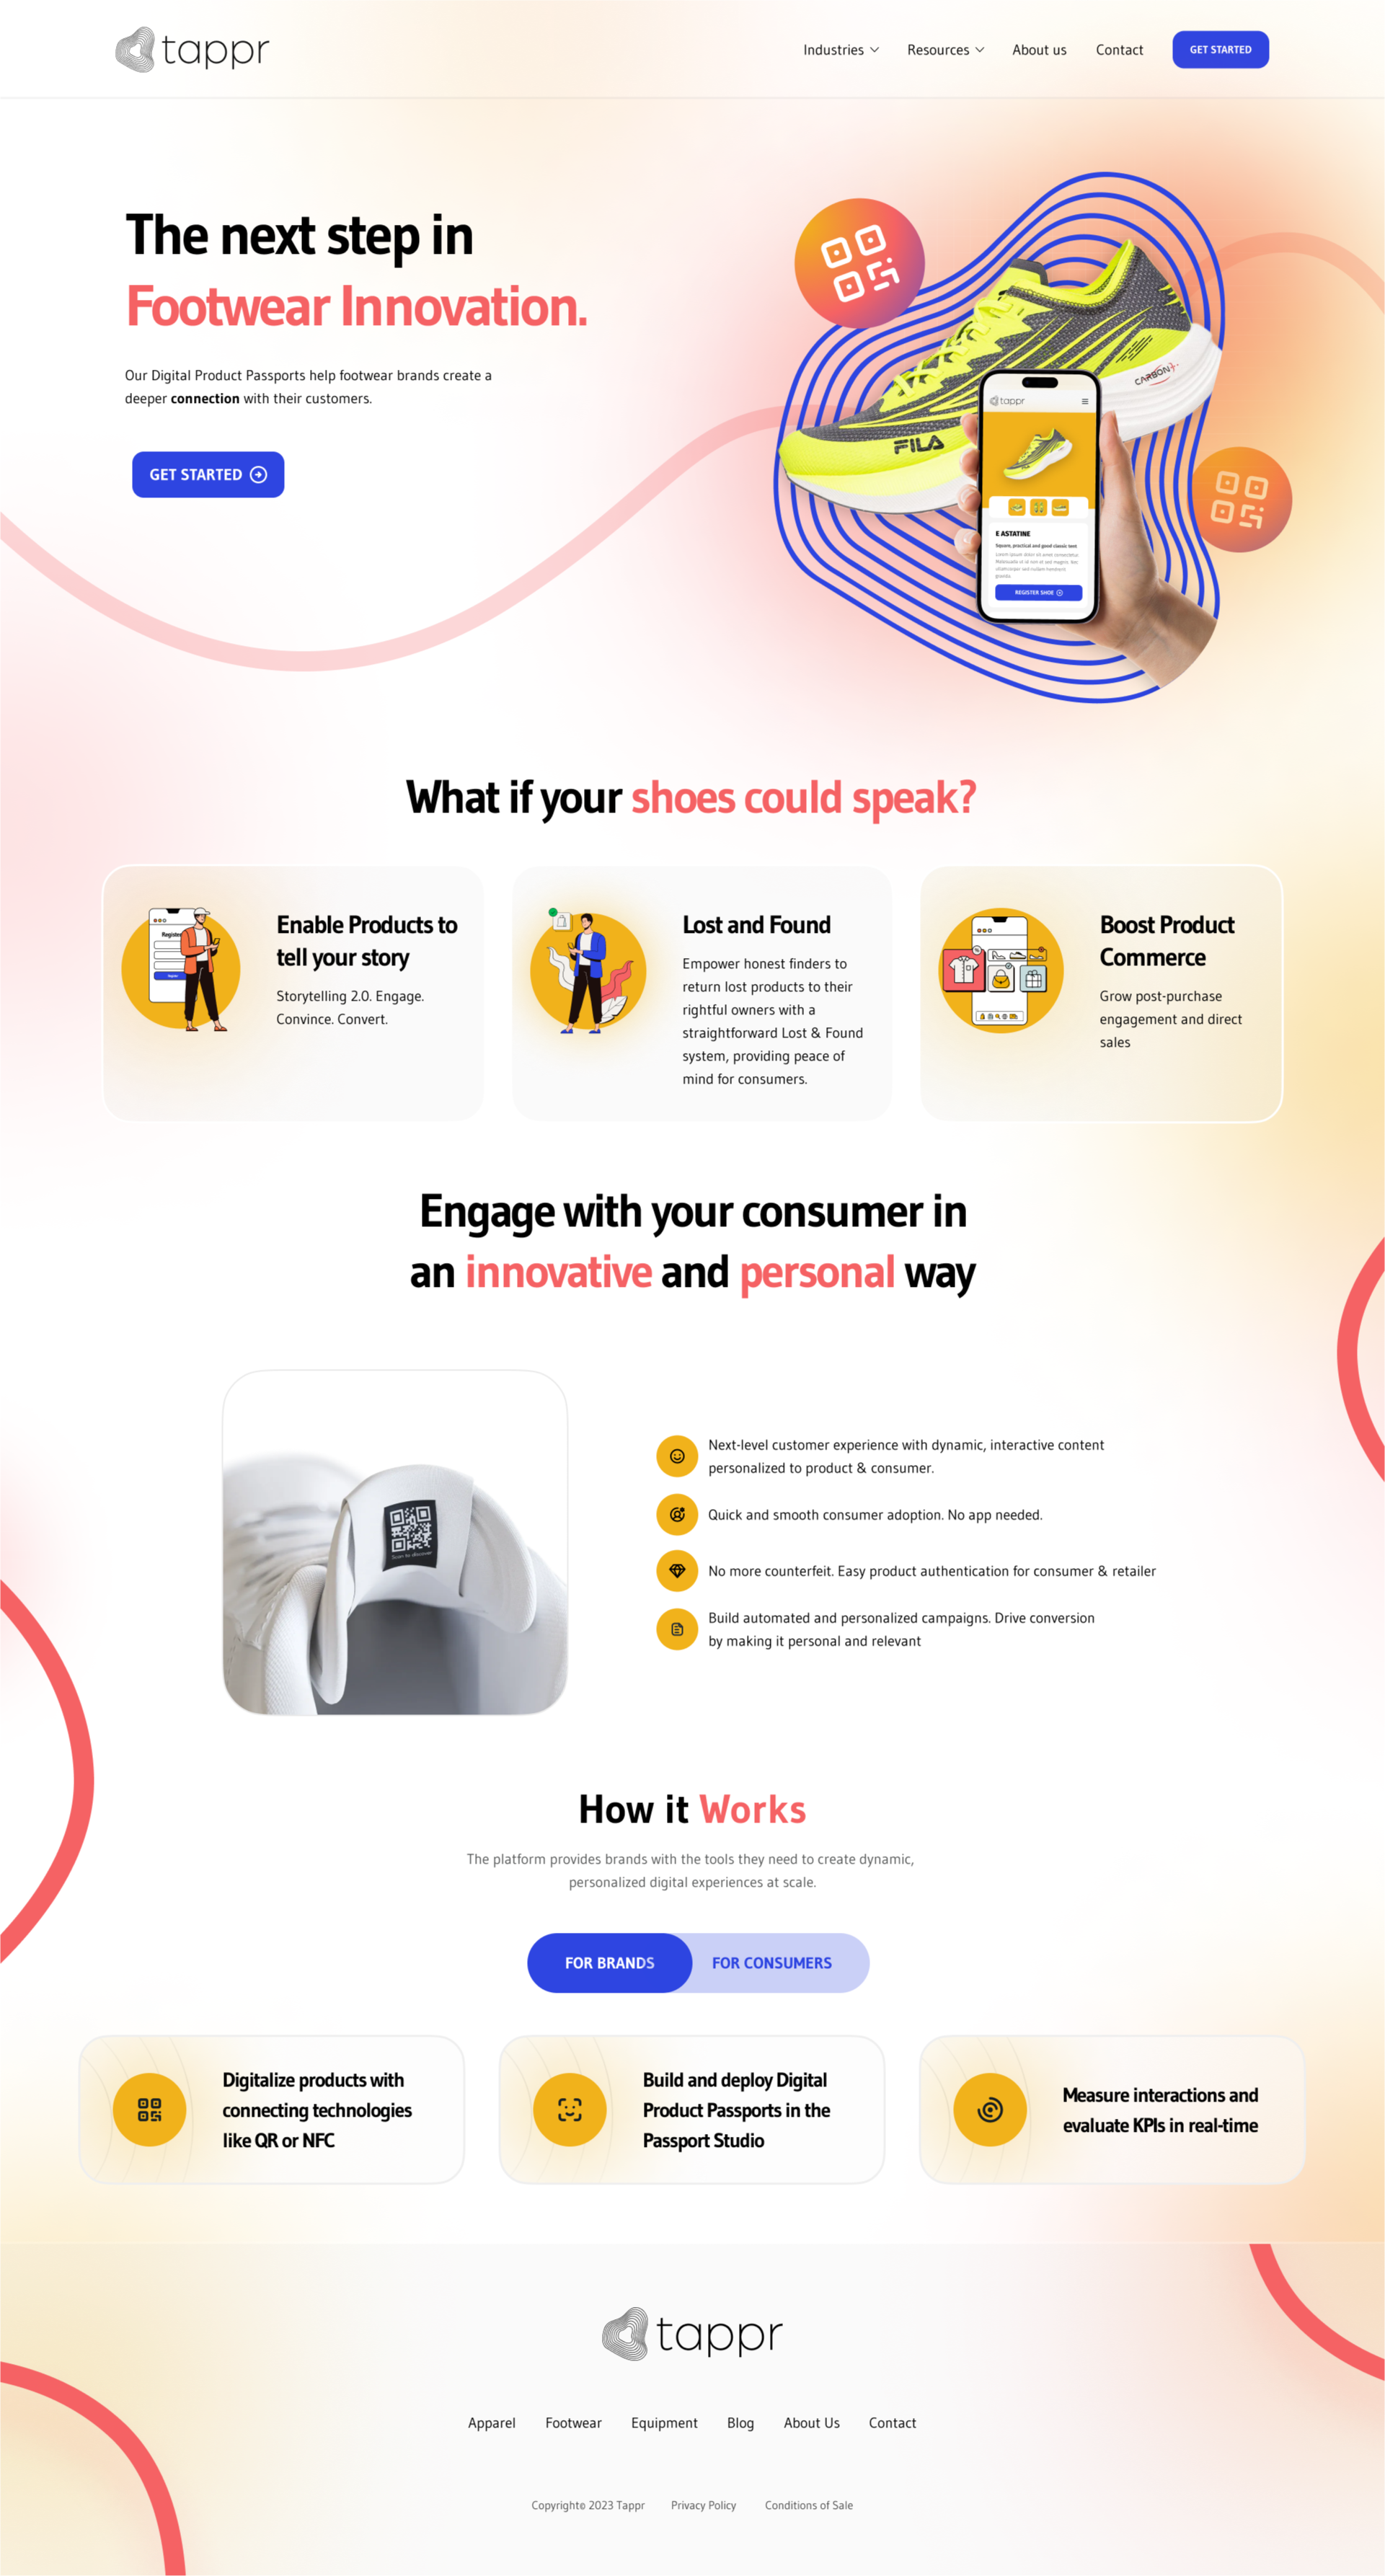 tappr
Industries
Resources
About us
Contact
GET STARTED
The next step in
Footwear Innovation.
Our Digital Product Passports help footwear brands create a
deeper connection with their customers.
GET STARTED
FILA
CARBON
tappr
E ASTATINE
Square, practical and good classic tent
REGISTER SHOE
What if your shoes could speak?
Register
Enable Products to
tell your story
Storytelling 2.0. Engage.
Convince. Convert.
Lost and Found
Empower honest finders to
return lost products to their
rightful owners with a
straightforward Lost & Found
system, providing peace of
mind for consumers.
Boost Product
Commerce
Grow post-purchase
engagement and direct
sales
Engage with your consumer in
an innovative and personal way
Scan to discover
Next-level customer experience with dynamic, interactive content
personalized to product & consumer.
Quick and smooth consumer adoption. No app needed.
No more counterfeit. Easy product authentication for consumer & retailer
Build automated and personalized campaigns. Drive conversion
by making it personal and relevant
How it Works
The platform provides brands with the tools they need to create dynamic,
personalized digital experiences at scale.
FOR BRANDS
FOR CONSUMERS
Digitalize products with
connecting technologies
like QR or NFC
Build and deploy Digital
Product Passports in the
Passport Studio
Measure interactions and
evaluate KPIs in real-time
tappr
Apparel
Footwear
Equipment
Blog
About Us
Contact
Copyright© 2023 Tappr
Privacy Policy
Conditions of Sale